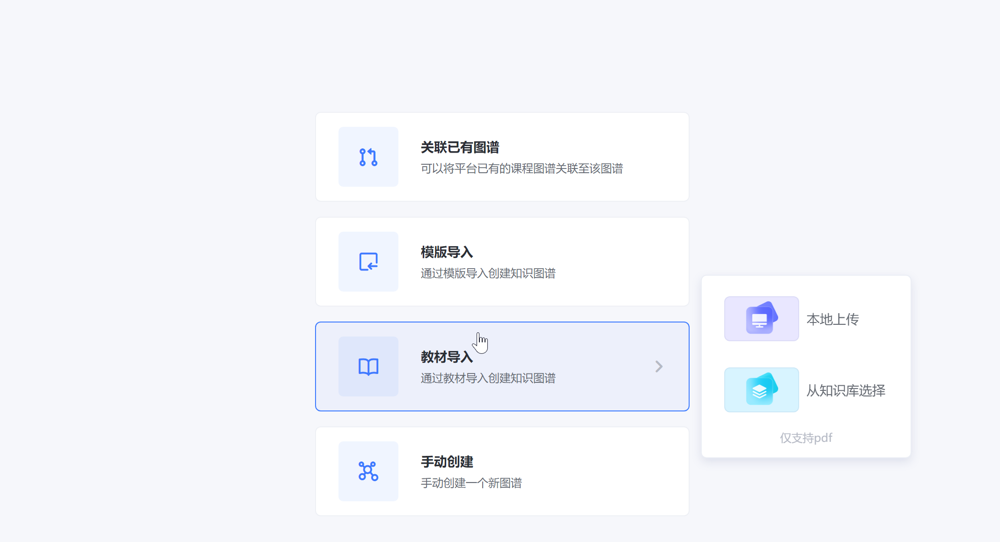 关联已有图谱
可以将平台已有的课程图谱关联至该图谱
模版导入
通过模版导入创建知识图谱
教材导入
通过教材导入创建知识图谱
手动创建
手动创建一个新图谱
本地上传
从知识库选择
仅支持pdf